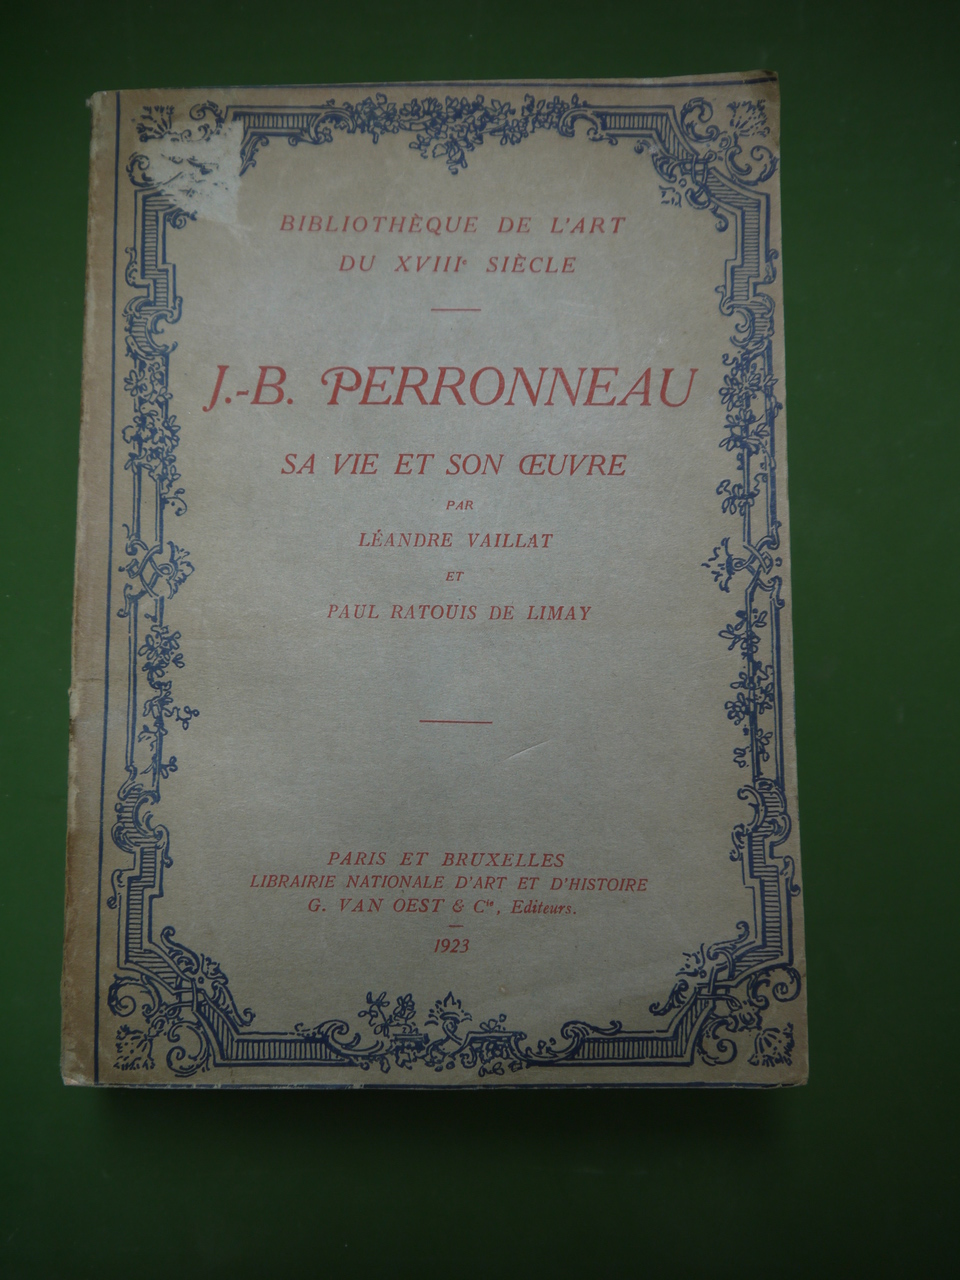 BIBLIOTHÈQUE DE L'ART
DU XVIIIe SIÈCLE
J.-B. PERRONNEAU
SA VIE ET SON ŒUVRE
PAR
LÉANDRE VAILLAT
ET
PAUL RATOUIS DE LIMAY
PARIS ET BRUXELLES
LIBRAIRIE NATIONALE D'ART ET D'HISTOIRE
G. VAN OEST & Cie, Editeurs.
1923